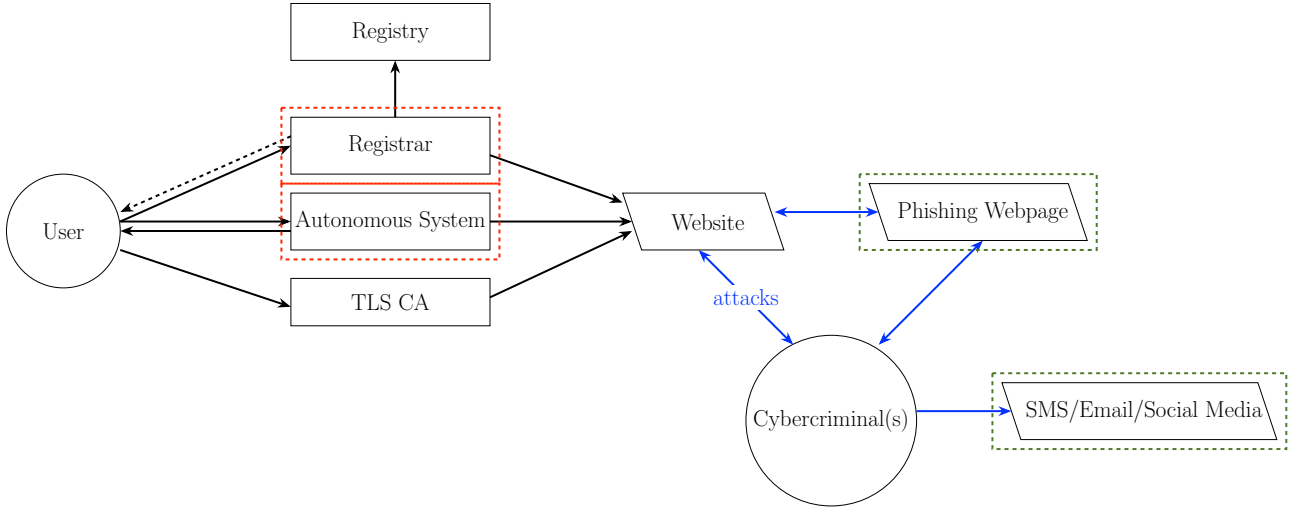 Registry
Registrar
User
Autonomous System
TLS CA
Website
Phishing Webpage
attacks
Cybercriminal(s)
SMS/Email/Social Media